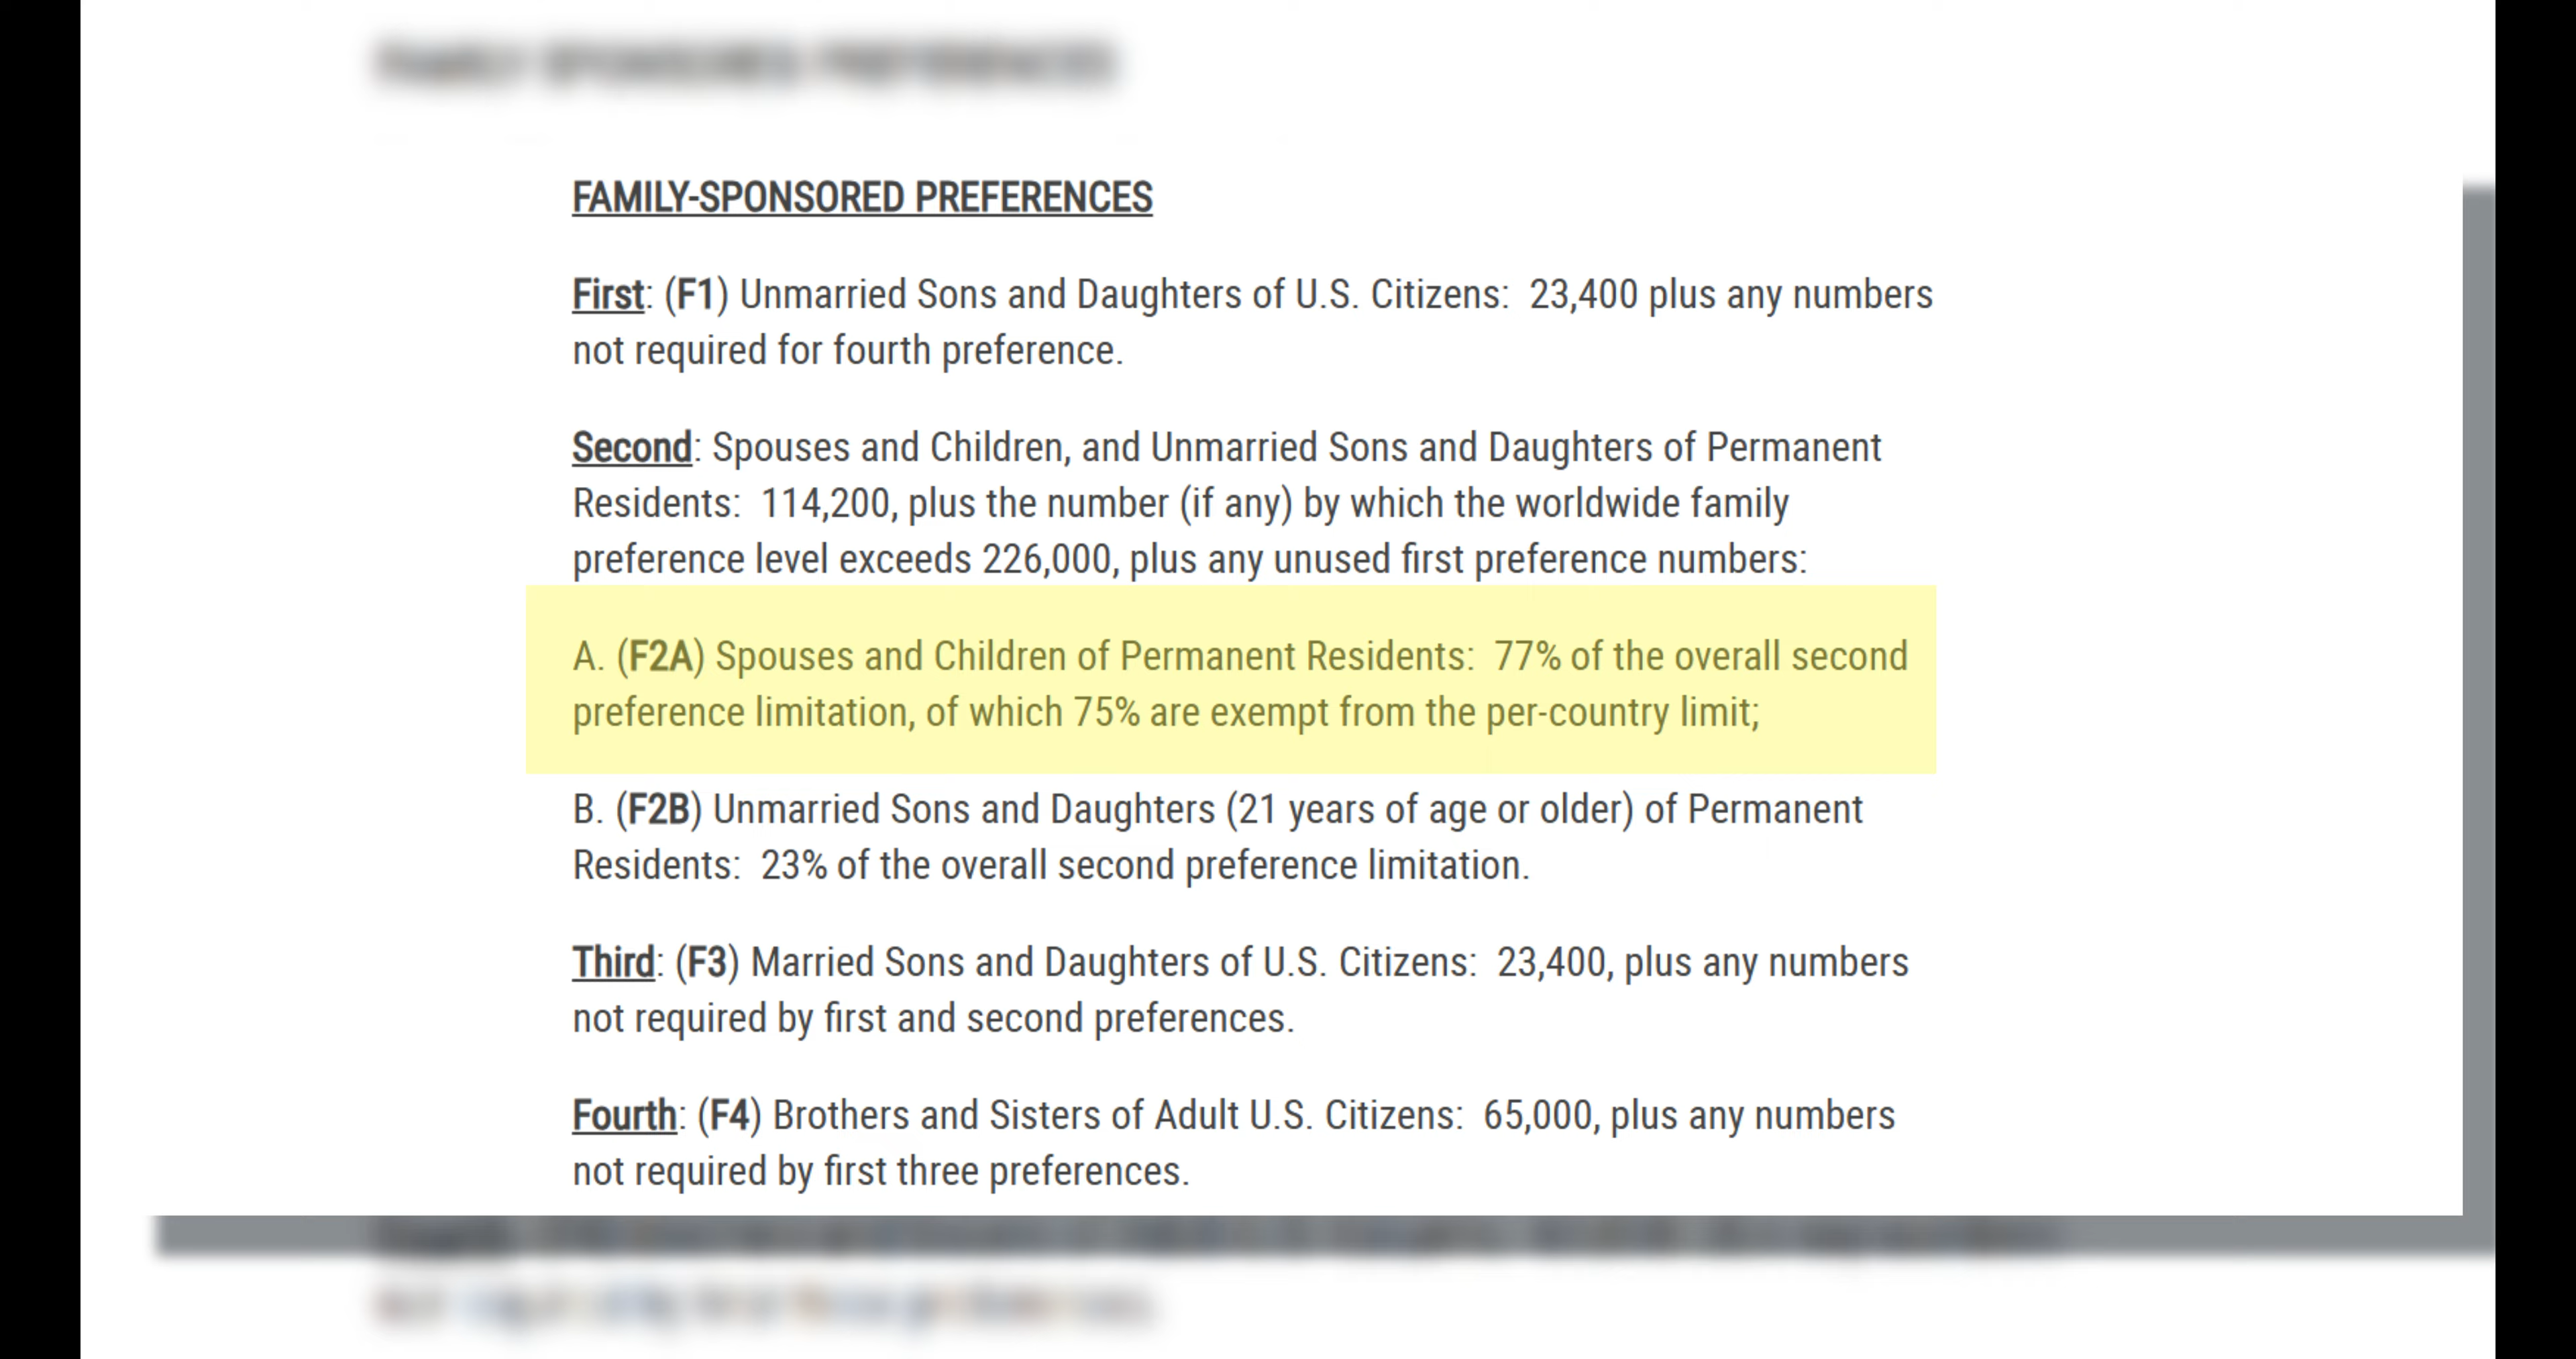 FAMILY-SPONSORED PREFERENCES
First: (F1) Unmarried Sons and Daughters of U.S. Citizens:  23,400 plus any numbers
not required for fourth preference.
Second: Spouses and Children, and Unmarried Sons and Daughters of Permanent
Residents:  114,200, plus the number (if any) by which the worldwide family
preference level exceeds 226,000, plus any unused first preference numbers:
A. (F2A) Spouses and Children of Permanent Residents:  77% of the overall second
preference limitation, of which 75% are exempt from the per-country limit;
B. (F2B) Unmarried Sons and Daughters (21 years of age or older) of Permanent
Residents:  23% of the overall second preference limitation.
Third: (F3) Married Sons and Daughters of U.S. Citizens:  23,400, plus any numbers
not required by first and second preferences.
Fourth: (F4) Brothers and Sisters of Adult U.S. Citizens:  65,000, plus any numbers
not required by first three preferences.